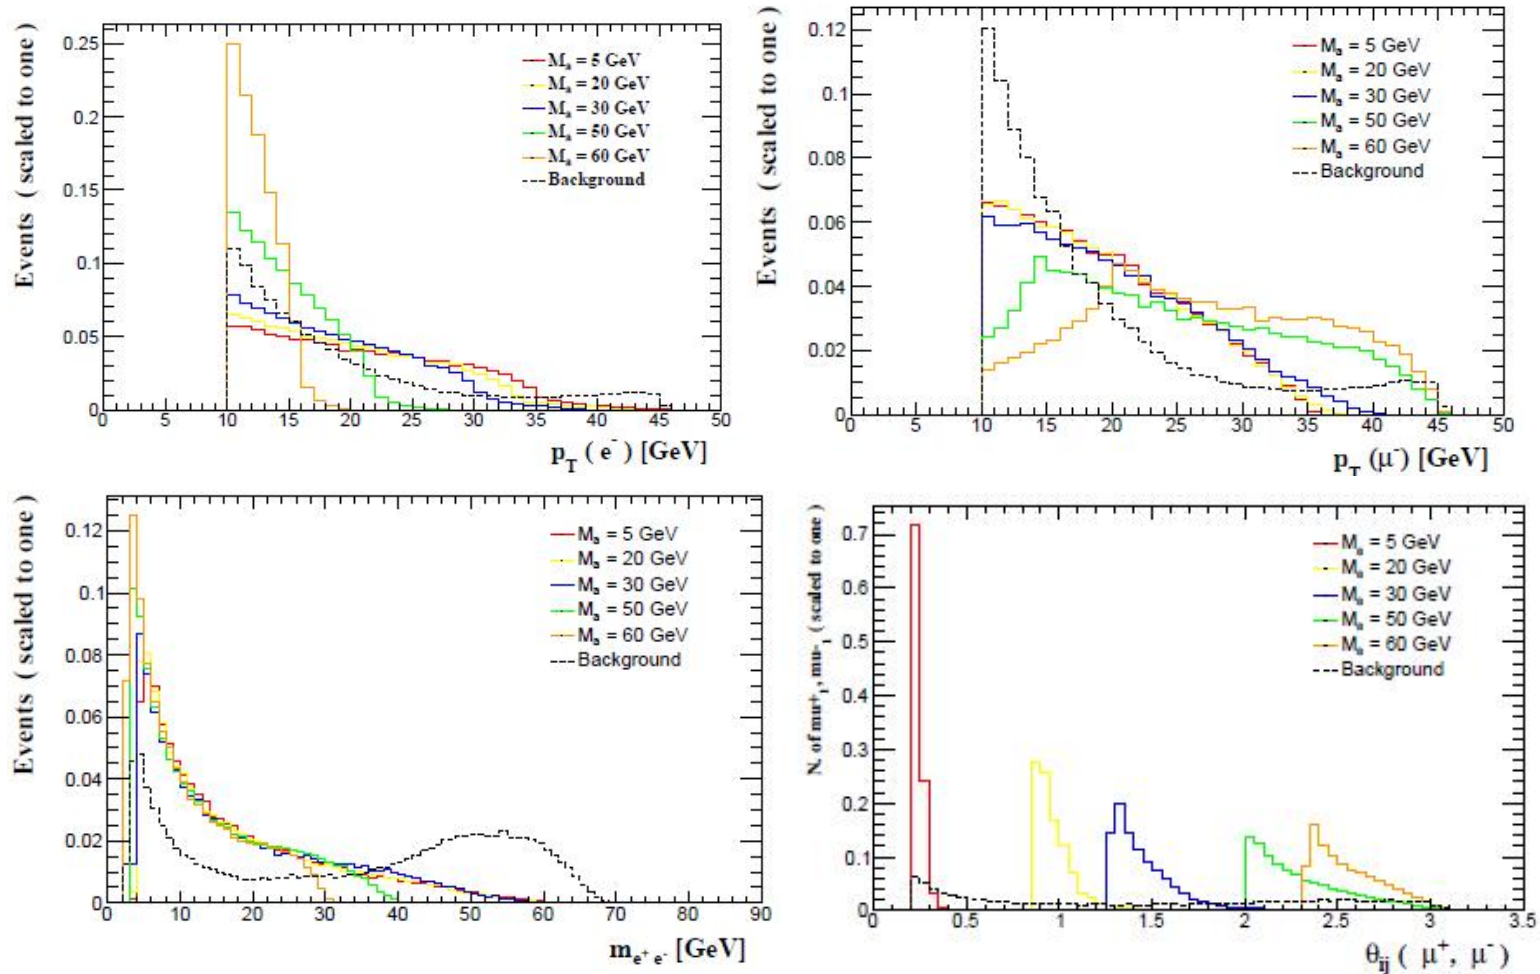 Events ( scaled to one )
0.25
0.2
0.15
0.1
0.05
0
M_a = 5 GeV
M_a = 20 GeV
M_a = 30 GeV
M_a = 50 GeV
M_a = 60 GeV
Background
0 5 10 15 20 25 30 35 40 45 50
p_T ( e^- ) [GeV]
Events ( scaled to one )
0.12
0.1
0.08
0.06
0.04
0.02
0
M_a = 5 GeV
M_a = 20 GeV
M_a = 30 GeV
M_a = 50 GeV
M_a = 60 GeV
Background
0 5 10 15 20 25 30 35 40 45 50
p_T (μ^-) [GeV]
Events ( scaled to one )
0.12
0.1
0.08
0.06
0.04
0.02
0
M_a = 5 GeV
M_a = 20 GeV
M_a = 30 GeV
M_a = 50 GeV
M_a = 60 GeV
Background
0 10 20 30 40 50 60 70 80 90
m_{e^+ e^-} [GeV]
N. of mu+_1, mu-_1 ( scaled to one )
0.7
0.6
0.5
0.4
0.3
0.2
0.1
0
M_a = 5 GeV
M_a = 20 GeV
M_a = 30 GeV
M_a = 50 GeV
M_a = 60 GeV
Background
0 0.5 1 1.5 2 2.5 3 3.5
θ_{ij} ( μ^+, μ^- )